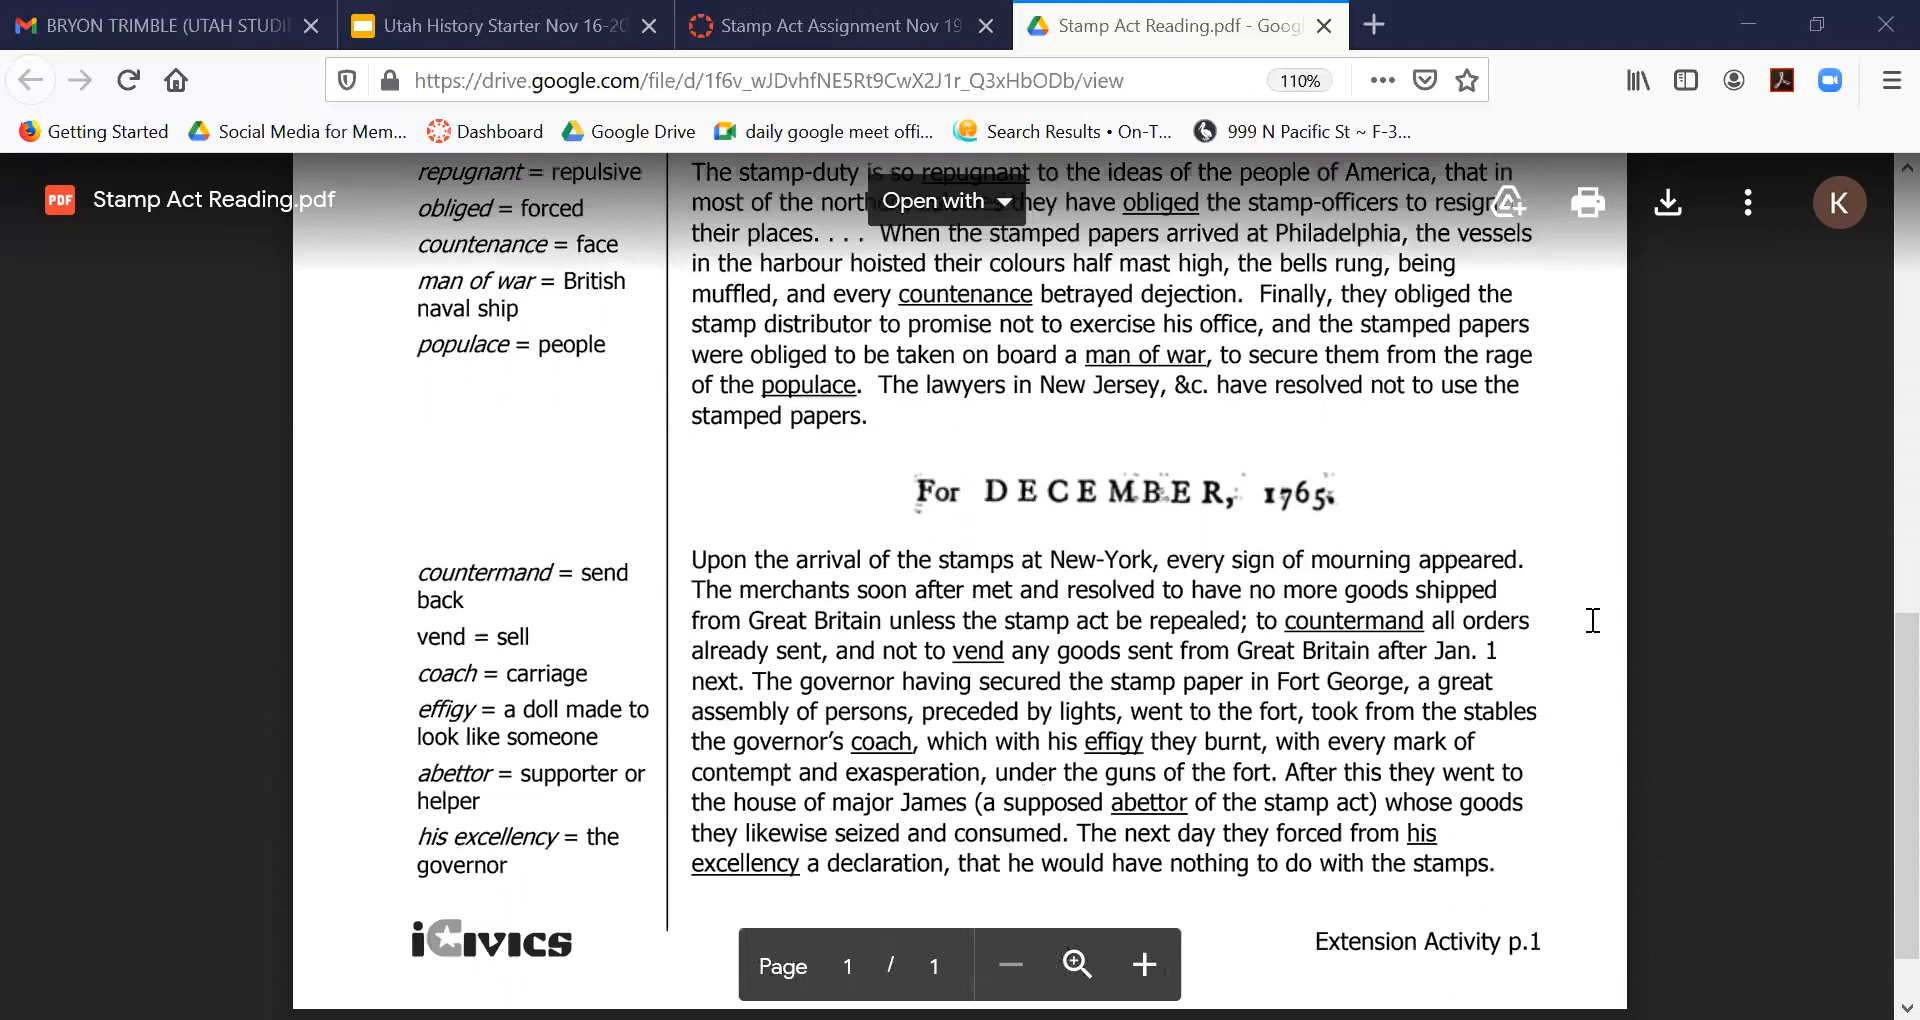 BRYON TRIMBLE (UTAH STUDI
Utah History Starter Nov 16-20
Stamp Act Assignment Nov 19
Stamp Act Reading.pdf - Goog
https://drive.google.com/file/d/1f6v_wJDvhfNE5Rt9CwX2J1r_Q3xHbODb/view
110%
Getting Started
Social Media for Mem...
Dashboard
Google Drive
daily google meet offi...
Search Results • On-T...
999 N Pacific St ~ F-3...
PDF
Stamp Act Reading.pdf
Open with
K
repugnant = repulsive
obliged = forced
countenance = face
man of war = British
naval ship
populace = people
The stamp-duty is so repugnant to the ideas of the people of America, that in
most of the north they have obliged the stamp-officers to resign
their places. . . . When the stamped papers arrived at Philadelphia, the vessels
in the harbour hoisted their colours half mast high, the bells rung, being
muffled, and every countenance betrayed dejection. Finally, they obliged the
stamp distributor to promise not to exercise his office, and the stamped papers
were obliged to be taken on board a man of war, to secure them from the rage
of the populace. The lawyers in New Jersey, &c. have resolved not to use the
stamped papers.
For DECEMBER, 1765.
countermand = send
back
vend = sell
coach = carriage
effigy = a doll made to
look like someone
abettor = supporter or
helper
his excellency = the
governor
Upon the arrival of the stamps at New-York, every sign of mourning appeared.
The merchants soon after met and resolved to have no more goods shipped
from Great Britain unless the stamp act be repealed; to countermand all orders
already sent, and not to vend any goods sent from Great Britain after Jan. 1
next. The governor having secured the stamp paper in Fort George, a great
assembly of persons, preceded by lights, went to the fort, took from the stables
the governor's coach, which with his effigy they burnt, with every mark of
contempt and exasperation, under the guns of the fort. After this they went to
the house of major James (a supposed abettor of the stamp act) whose goods
they likewise seized and consumed. The next day they forced from his
excellency a declaration, that he would have nothing to do with the stamps.
iCivics
Extension Activity p.1
Page 1 / 1